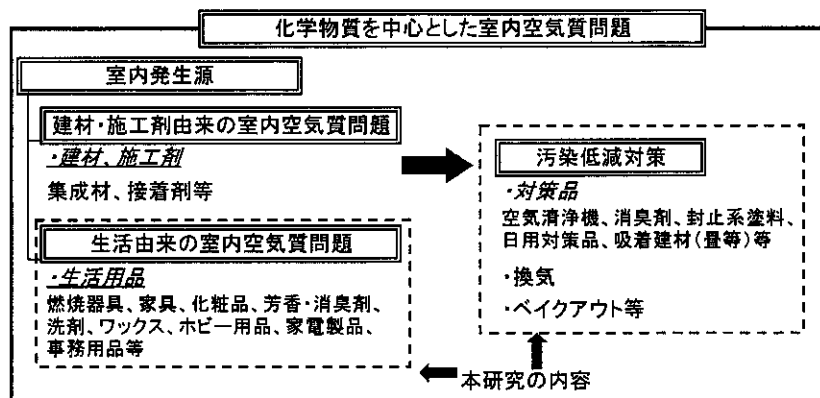 化学物質を中心とした室内空気質問題
室内発生源
建材・施工剤由来の室内空気質問題
・建材、施工剤
集成材、接着剤等
生活由来の室内空気質問題
・生活用品
燃焼器具、家具、化粧品、芳香・消臭剤、
洗剤、ワックス、ホビー用品、家電製品、
事務用品等
汚染低減対策
・対策品
空気清浄機、消臭剤、封止系塗料、
日用対策品、吸着建材(畳等)等
・換気
・ベイクアウト等
本研究の内容